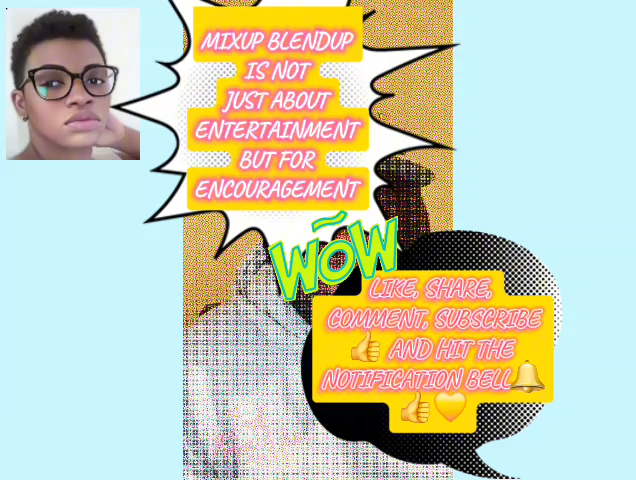 MIXUP BLENDUP
IS NOT
JUST ABOUT
ENTERTAINMENT
BUT FOR
ENCOURAGEMENT
WOW
LIKE, SHARE,
COMMENT, SUBSCRIBE
👍 AND HIT THE
NOTIFICATION BELL🔔
👍🧡